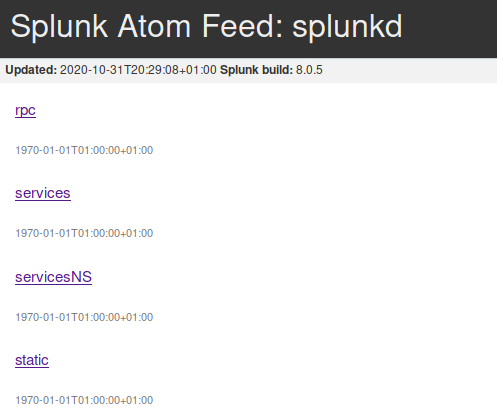 Splunk Atom Feed: splunkd
Updated: 2020-10-31T20:29:08+01:00 Splunk build: 8.0.5
rpc
1970-01-01T01:00:00+01:00
services
1970-01-01T01:00:00+01:00
servicesNS
1970-01-01T01:00:00+01:00
static
1970-01-01T01:00:00+01:00